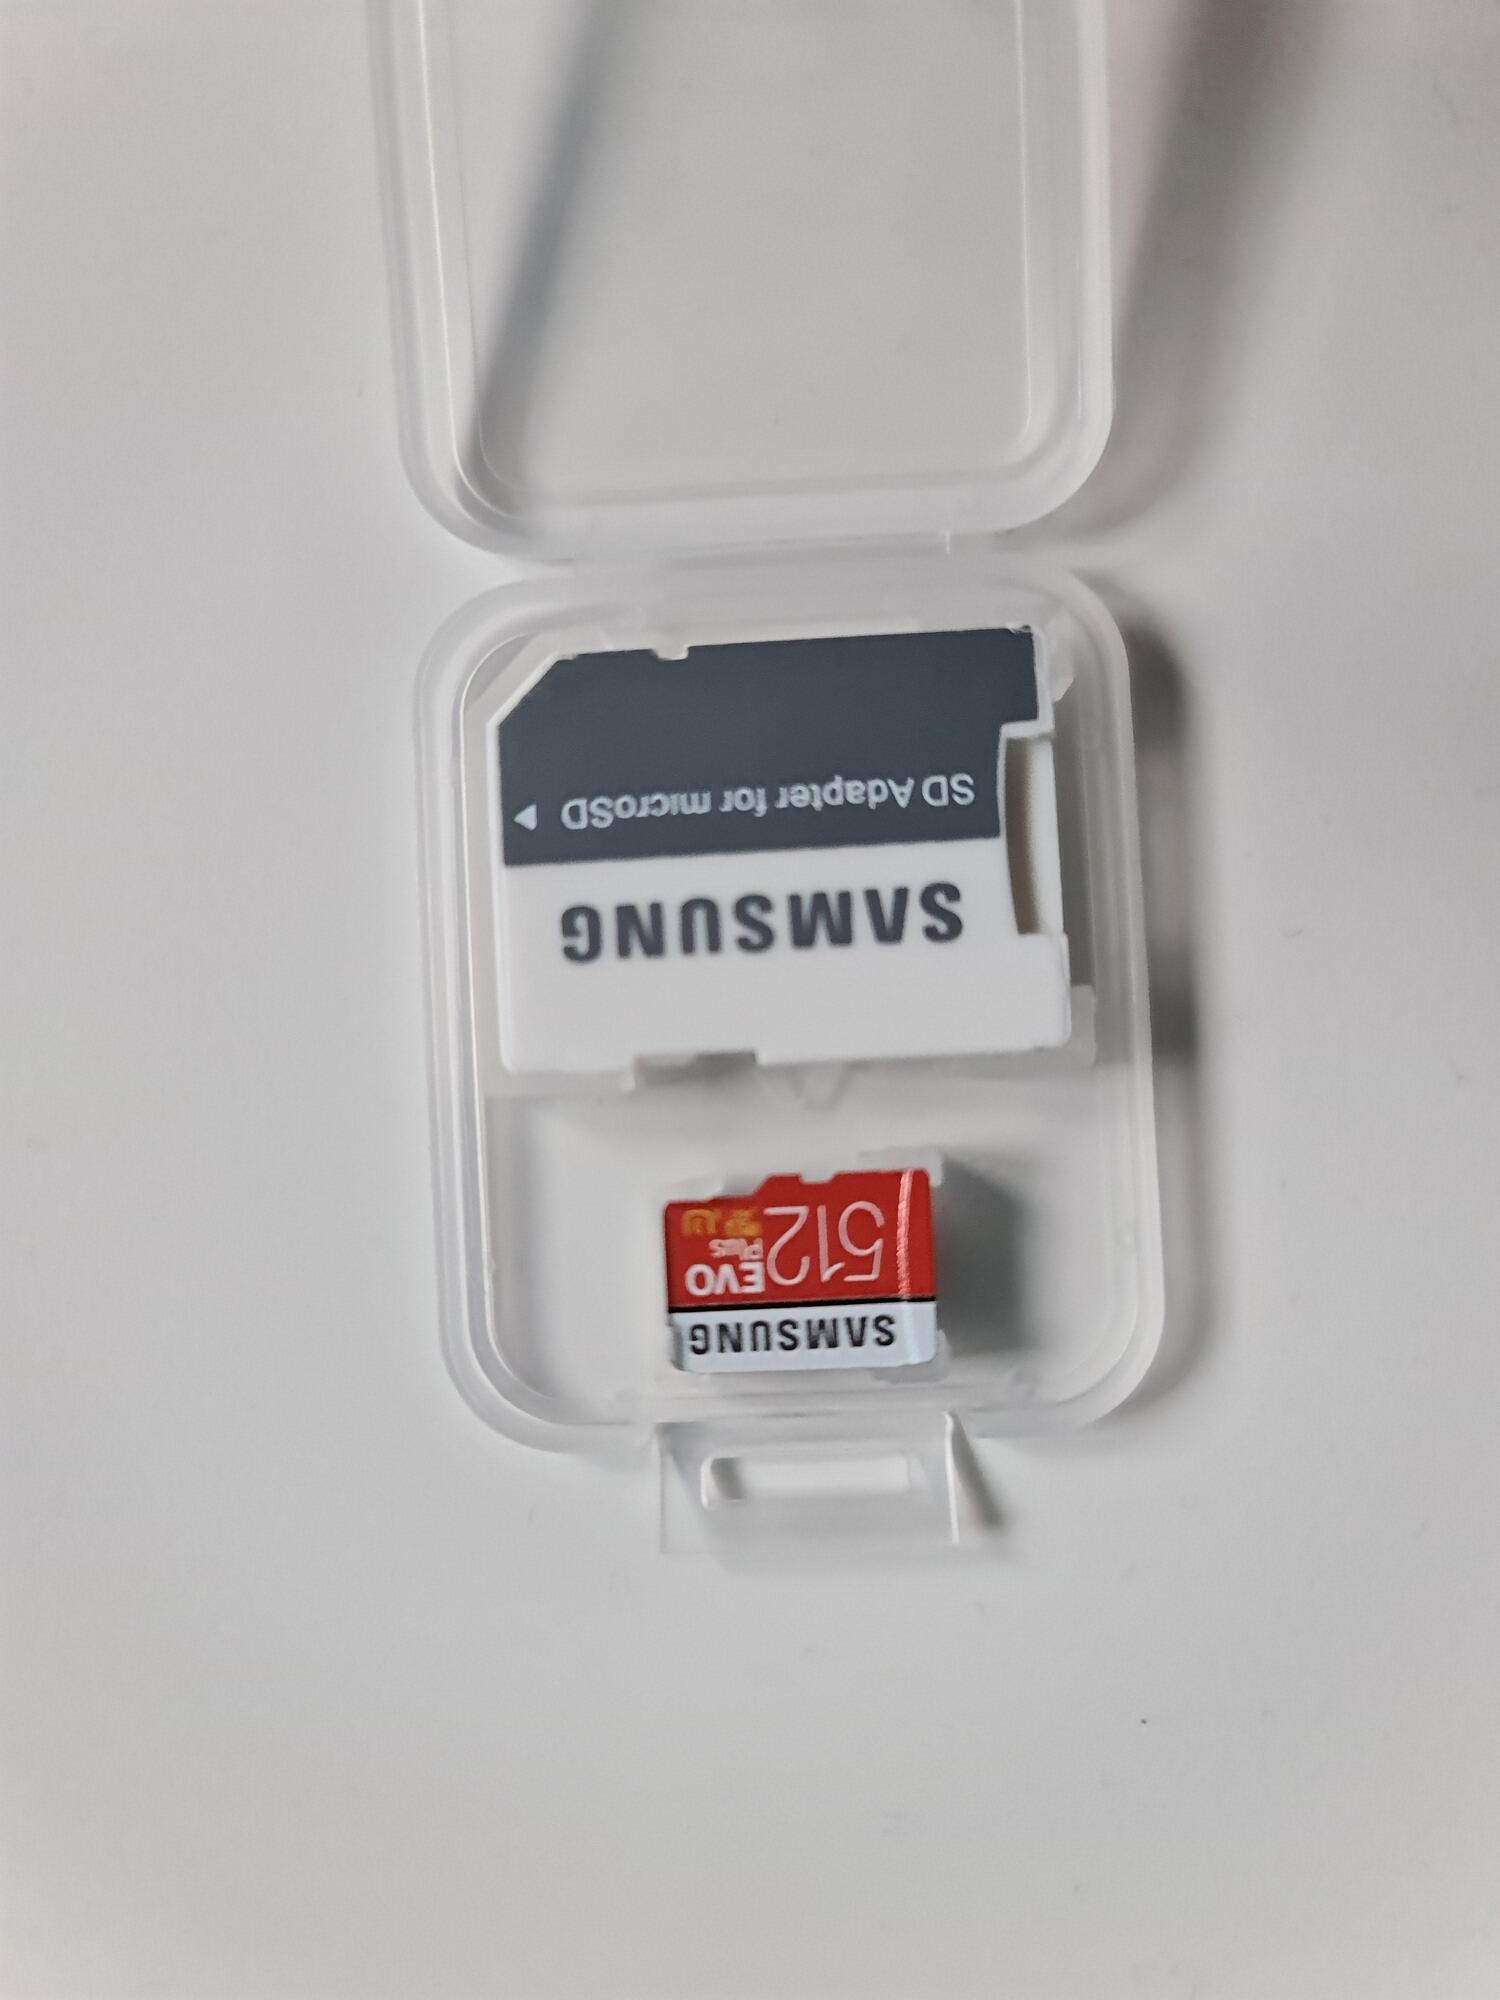 SAMSUNG
SD Adapter for microSD
SAMSUNG
512
EVO
Plus